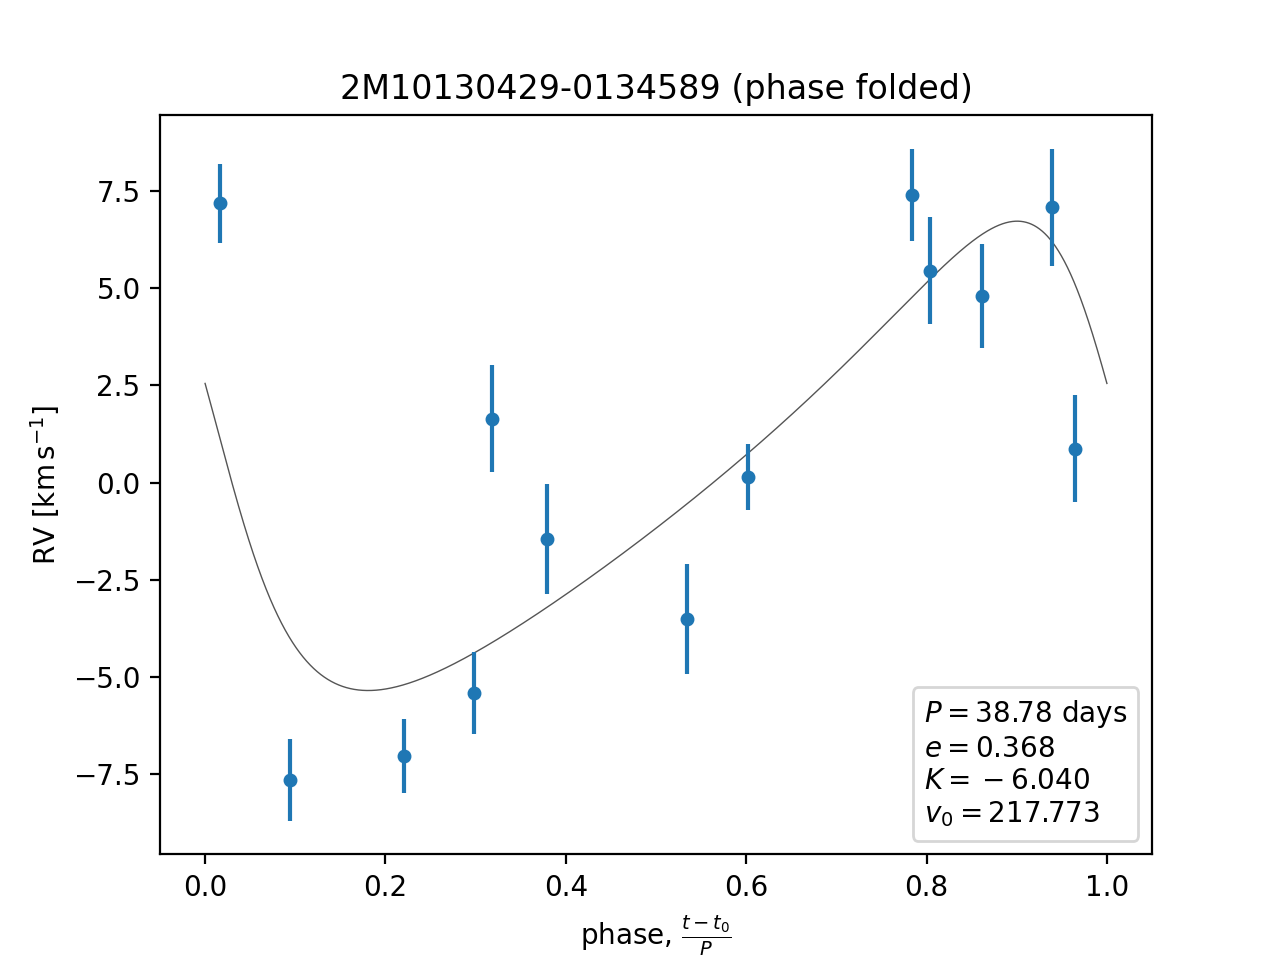 2M10130429-0134589 (phase folded)
7.5
5.0
2.5
0.0
−2.5
−5.0
−7.5
RV [km s⁻¹]
P = 38.78 days
e = 0.368
K = − 6.040
v₀ = 217.773
0.0 0.2 0.4 0.6 0.8 1.0
phase, (t − t₀)/P